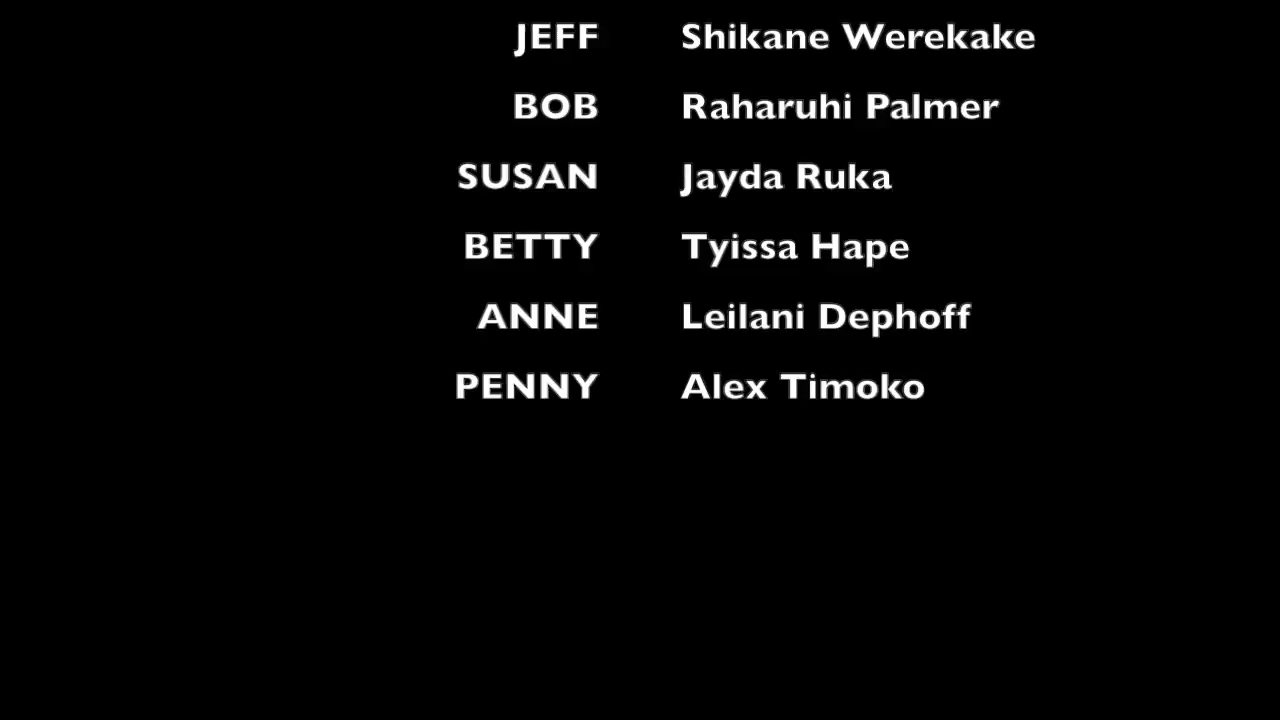 JEFF Shikane Werekake
BOB Raharuhi Palmer
SUSAN Jayda Ruka
BETTY Tyissa Hape
ANNE Leilani Dephoff
PENNY Alex Timoko